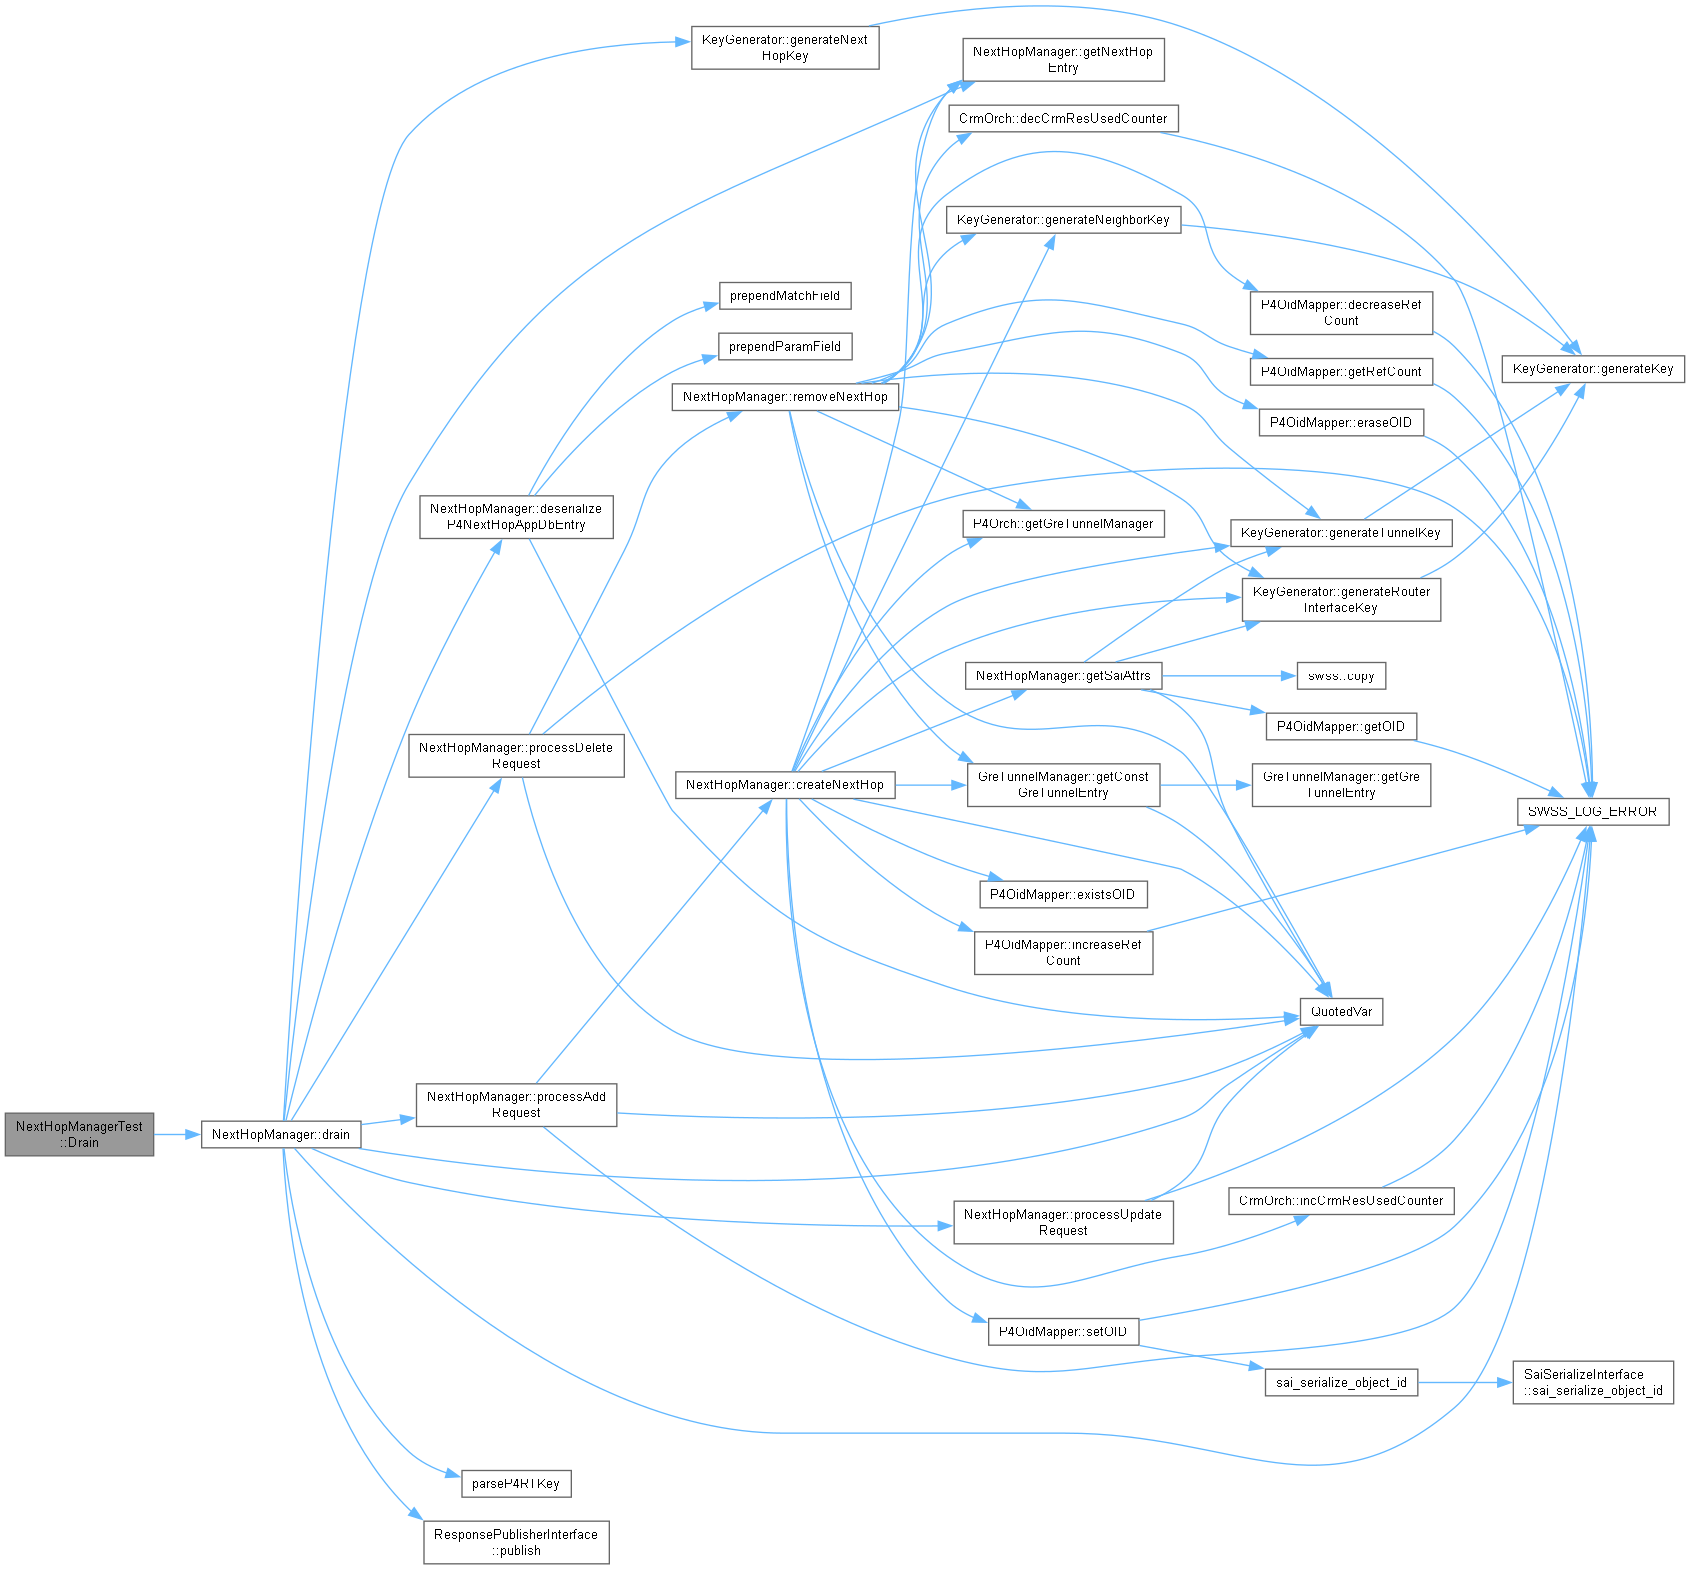 KeyGenerator::generateNext
HopKey
NextHopManager::getNextHop
Entry
CrmOrch::decCrmResUsedCounter
KeyGenerator::generateNeighborKey
prependMatchField
P4OidMapper::decreaseRef
Count
prependParamField
P4OidMapper::getRefCount
KeyGenerator::generateKey
NextHopManager::removeNextHop
P4OidMapper::eraseOID
NextHopManager::deserialize
P4NextHopAppDbEntry
P4Orch::getGreTunnelManager
KeyGenerator::generateTunnelKey
KeyGenerator::generateRouter
InterfaceKey
NextHopManager::getSaiAttrs
swss::copy
P4OidMapper::getOID
NextHopManager::processDelete
Request
NextHopManager::createNextHop
GreTunnelManager::getConst
GreTunnelEntry
GreTunnelManager::getGre
TunnelEntry
SWSS_LOG_ERROR
P4OidMapper::existsOID
P4OidMapper::increaseRef
Count
QuotedVar
NextHopManager::processAdd
Request
NextHopManagerTest
::Drain
NextHopManager::drain
CrmOrch::incCrmResUsedCounter
NextHopManager::processUpdate
Request
P4OidMapper::setOID
sai_serialize_object_id
SaiSerializeInterface
::sai_serialize_object_id
parseP4RTKey
ResponsePublisherInterface
::publish